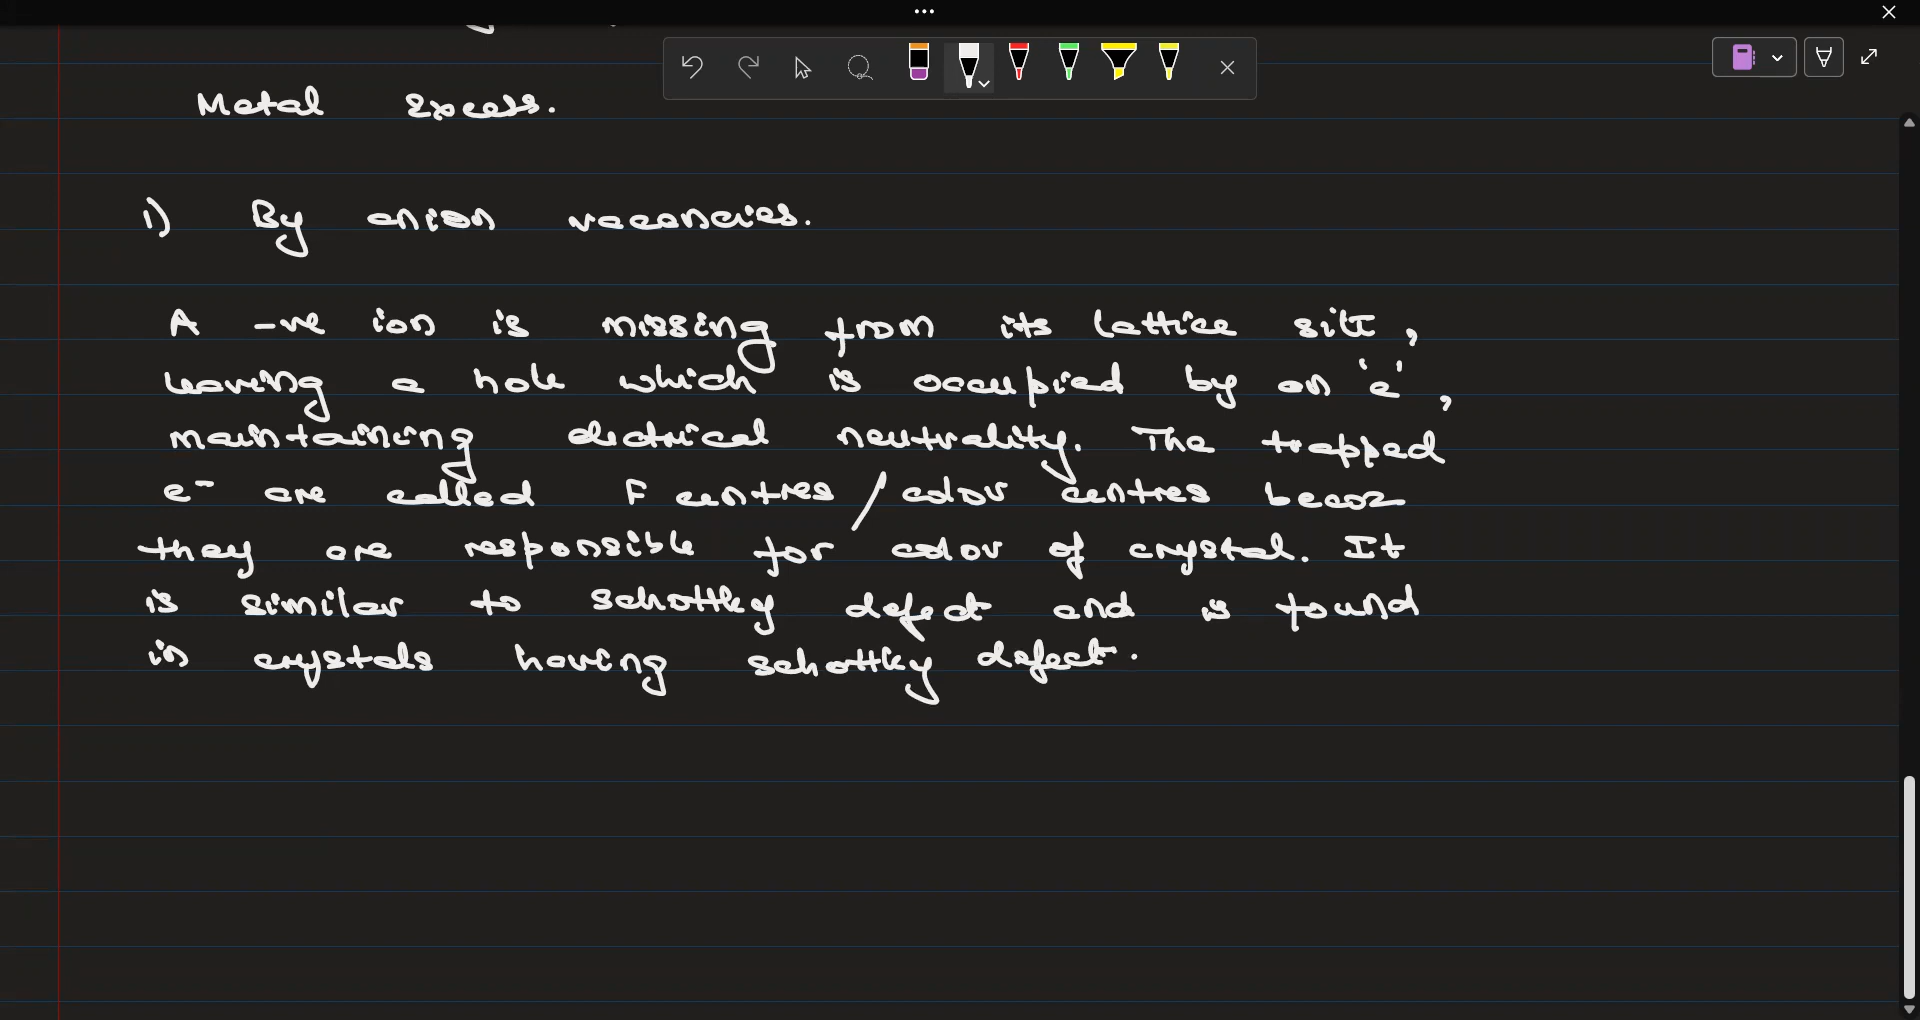 Metal Excess.
1) By anion vacancies.
A -ve ion is missing from its lattice site,
leaving a hole which is occupied by an 'e',
maintaining electrical neutrality. The trapped
e⁻ are called F centres / color centres becoz
they are responsible for color of crystal. It
is similar to schottky defect and is found
in crystals having schottky defect.